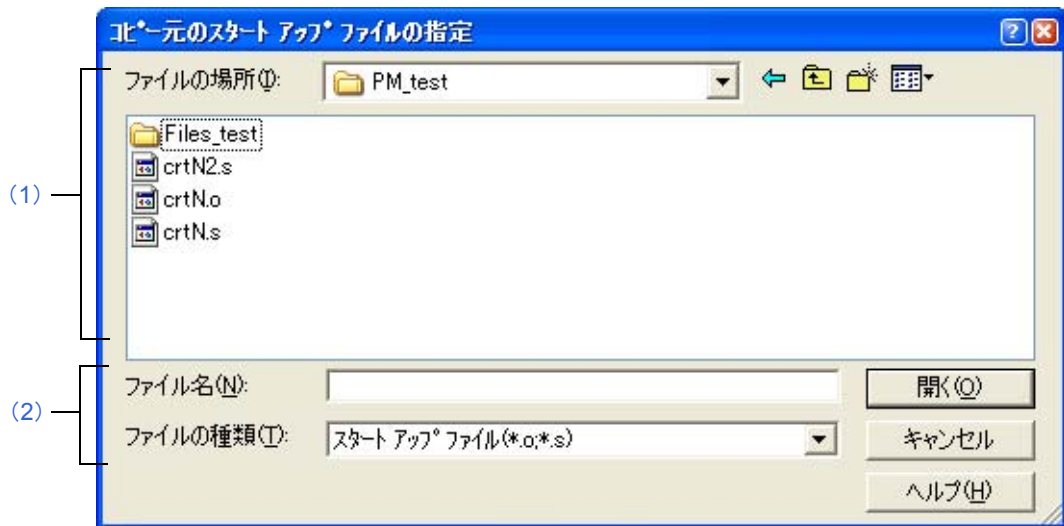 コピー元のスタート アップ ファイルの指定
(1)
ファイルの場所(I):
PM_test
Files_test
crtN2.s
crtN.o
crtN.s
(2)
ファイル名(N):
開く(O)
ファイルの種類(T):
スタート アップ ファイル(*.o;*.s)
キャンセル
ヘルプ(H)